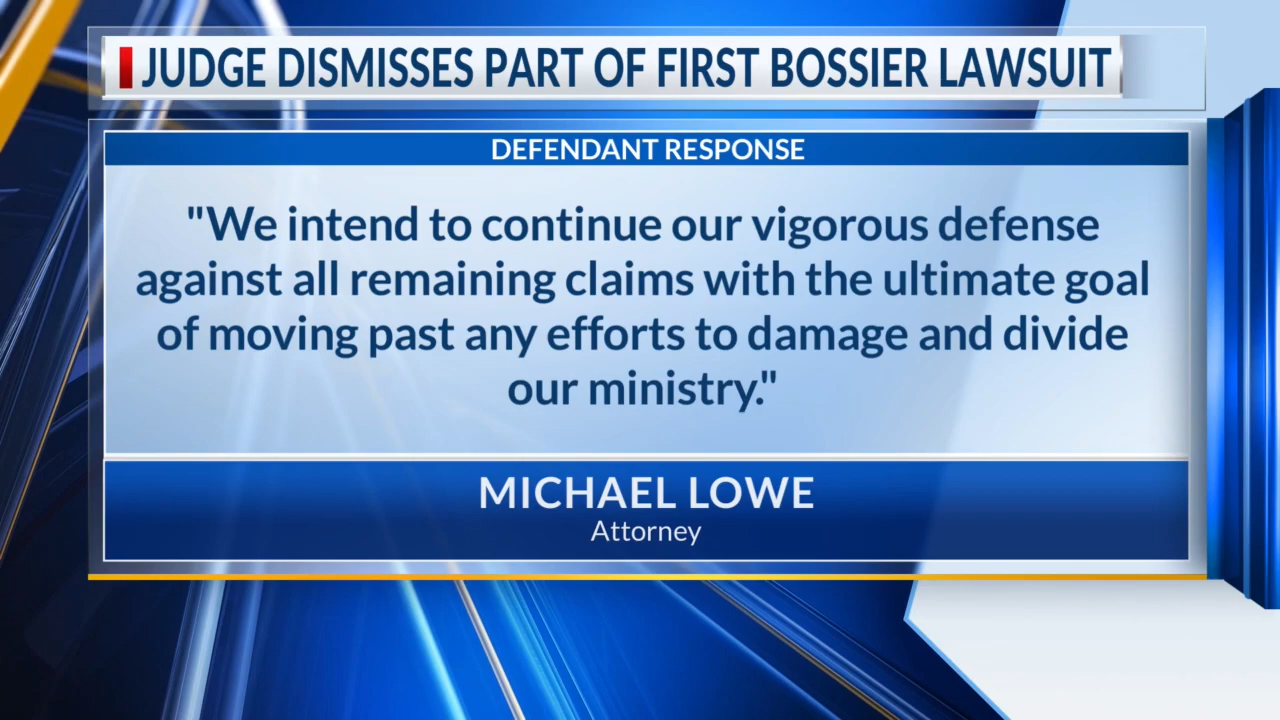 JUDGE DISMISSES PART OF FIRST BOSSIER LAWSUIT
DEFENDANT RESPONSE
"We intend to continue our vigorous defense
against all remaining claims with the ultimate goal
of moving past any efforts to damage and divide
our ministry."
MICHAEL LOWE
Attorney